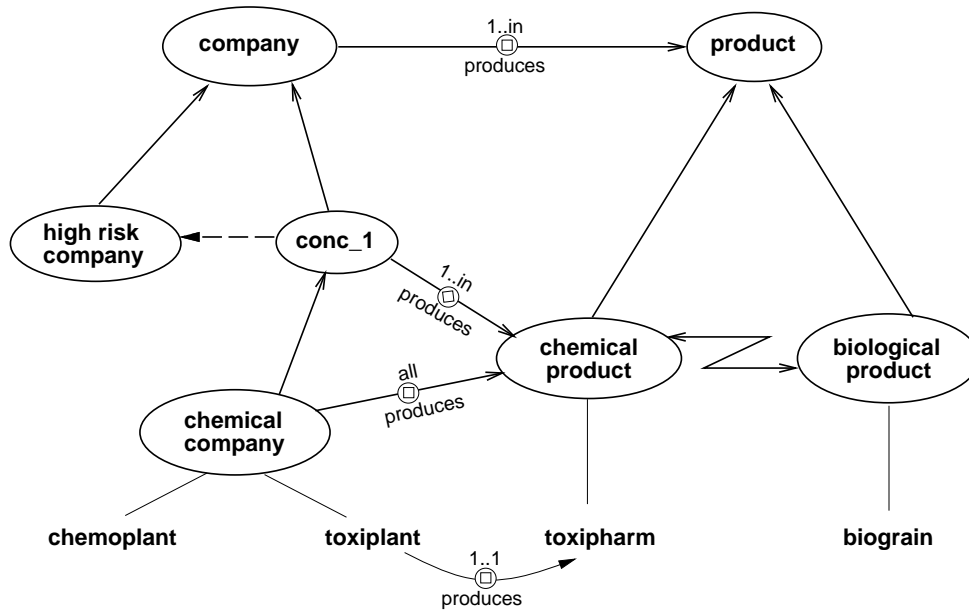 company
1..in
produces
product
high risk
company
conc_1
1..in
produces
chemical
product
biological
product
all
produces
chemical
company
chemoplant
toxiplant
toxipharm
biograin
1..1
produces